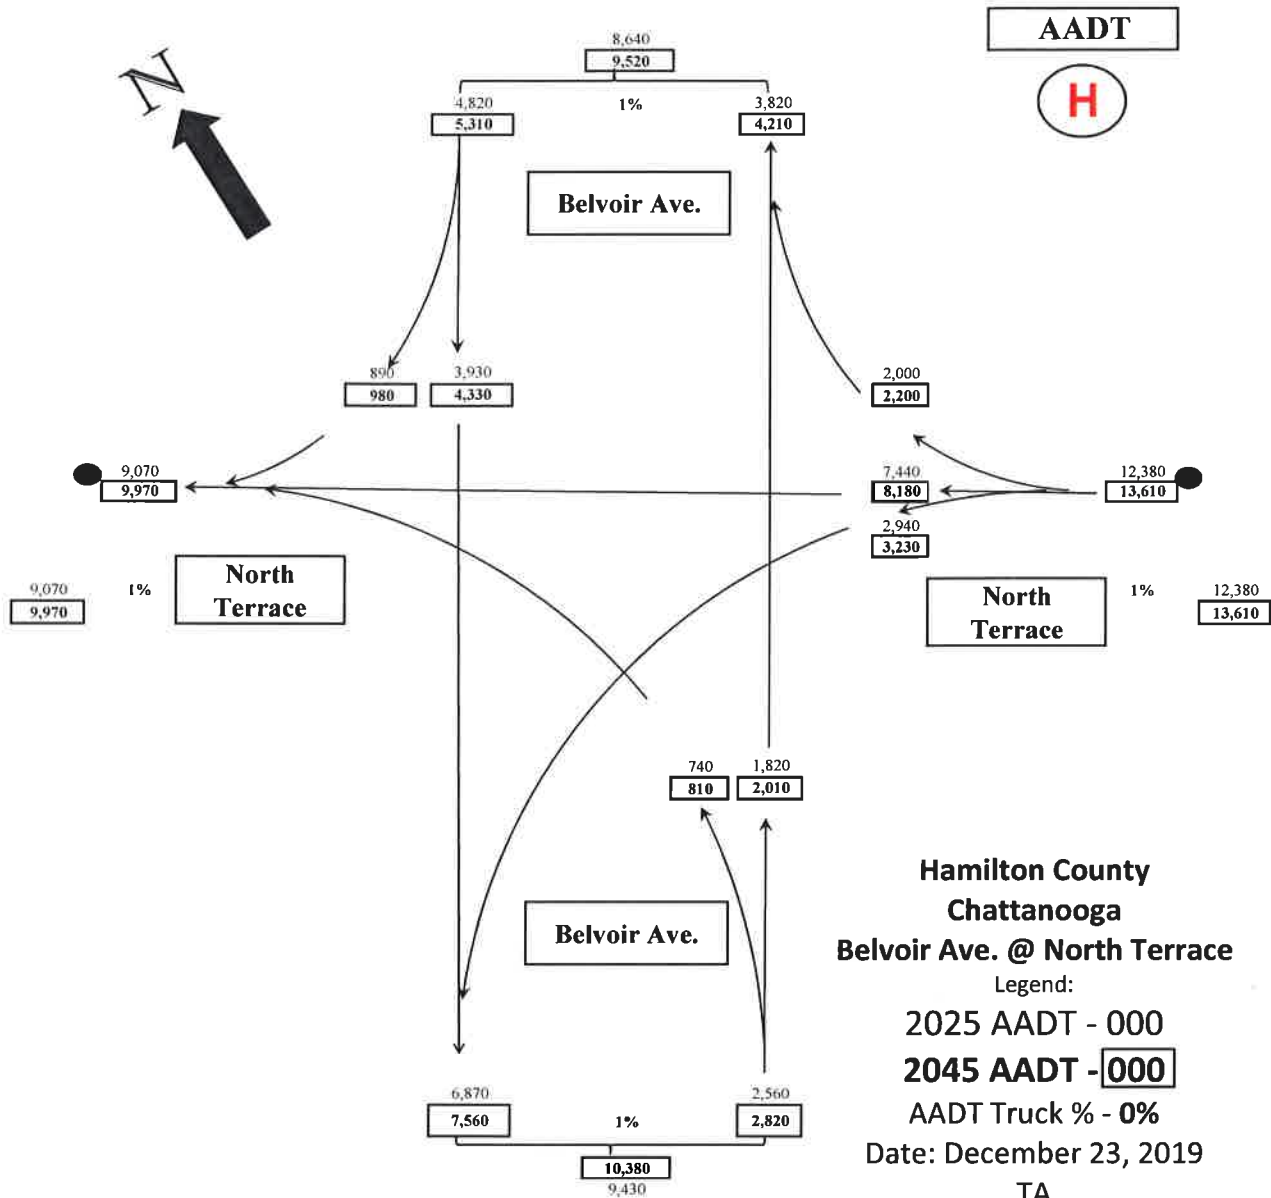 AADT
H
N
8,640
9,520
4,820
1%
3,820
5,310
4,210
Belvoir Ave.
890
3,930
2,000
980
4,330
2,200
9,070
7,440
12,380
9,970
8,180
13,610
2,940
3,230
9,070
1%
North
Terrace
9,970
North
Terrace
1%
12,380
13,610
740
1,820
810
2,010
Belvoir Ave.
Hamilton County
Chattanooga
Belvoir Ave. @ North Terrace
Legend:
2025 AADT - 000
2045 AADT - 000
AADT Truck % - 0%
Date: December 23, 2019
TA
6,870
2,560
7,560
1%
2,820
10,380
9,430